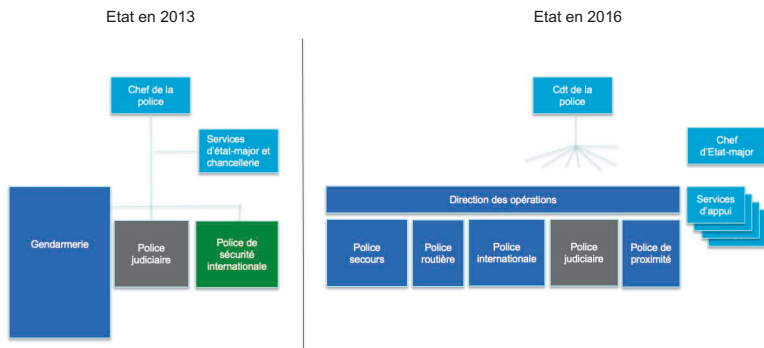 Etat en 2013
Chef de la
police
Services
d'état-major et
chancellerie
Gendarmerie
Police
judiciaire
Police de
sécurité
internationale
Etat en 2016
Cdt de la
police
Chef
d'Etat-major
Direction des opérations
Services
d'appui
Police
secours
Police
routière
Police
internationale
Police
judiciaire
Police de
proximité